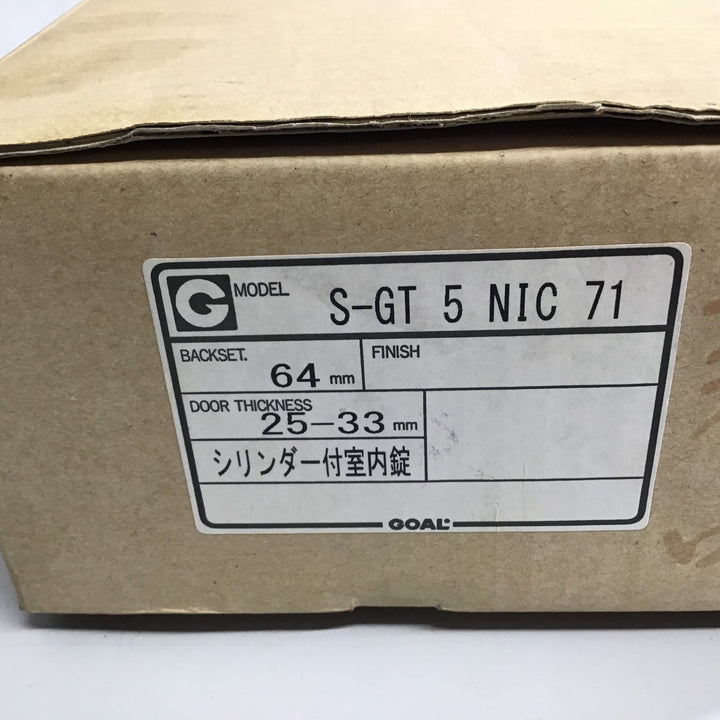 G MODEL S-GT 5 NIC 71
BACKSET. 64 mm FINISH
DOOR THICKNESS 25-33 mm
シリンダー付室内錠
GOAL